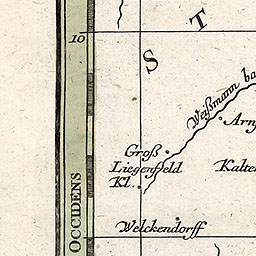 10
S T
Weißmann ba
Arn
Groß
Liegenfeld
Kl.
Kalte
Welckendorff
OCCIDENS